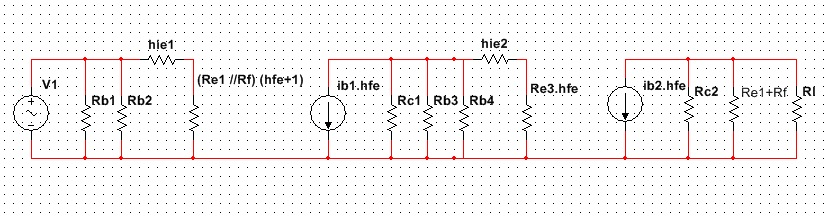 hie1
hie2
V1
Rb1
Rb2
(Re1 //Rf) (hfe+1)
ib1.hfe
Rc1
Rb3
Rb4
Re3.hfe
ib2.hfe
Rc2
Re1+Rf
Rl